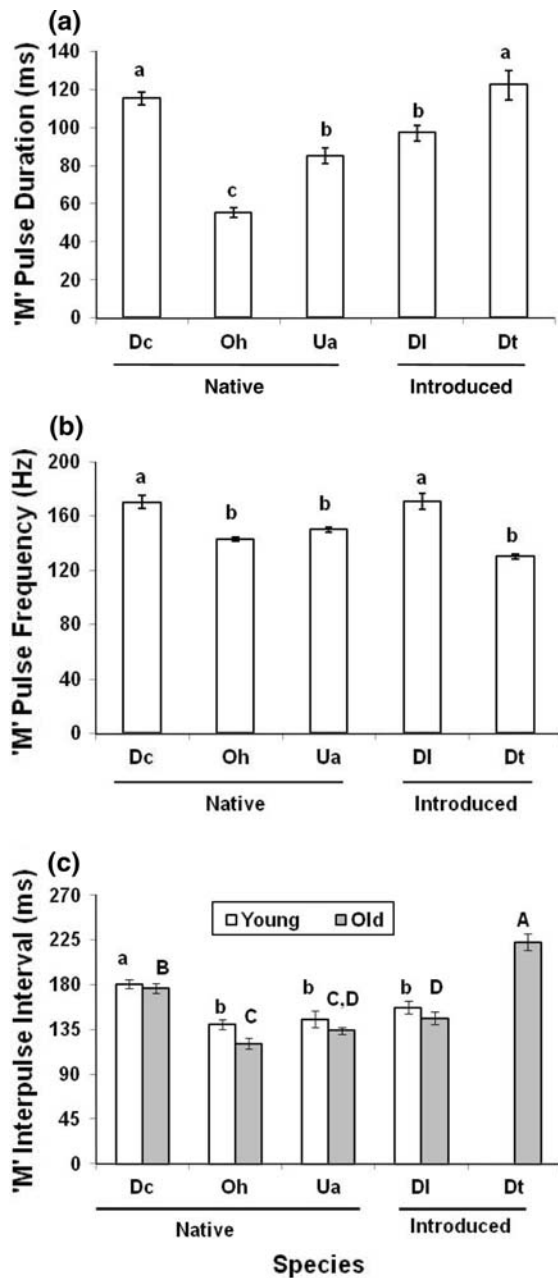 (a)
'M' Pulse Duration (ms)
140
120
100
80
60
40
20
0
a
c
b
b
a
Dc Oh Ua Dl Dt
Native Introduced
(b)
'M' Pulse Frequency (Hz)
200
160
120
80
40
0
a
b
b
a
b
Dc Oh Ua Dl Dt
Native Introduced
(c)
'M' Interpulse Interval (ms)
270
225
180
135
90
45
0
Young Old
a B
b C
b C,D
b D
A
Dc Oh Ua Dl Dt
Native Introduced
Species